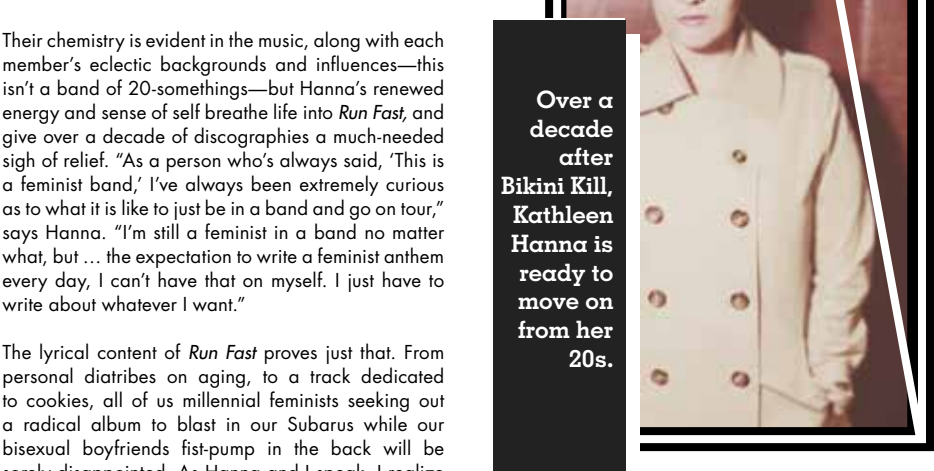 Their chemistry is evident in the music, along with each
member’s eclectic backgrounds and influences—this
isn’t a band of 20-somethings—but Hanna’s renewed
energy and sense of self breathe life into Run Fast, and
give over a decade of discographies a much-needed
sigh of relief. “As a person who’s always said, ‘This is
a feminist band,’ I’ve always been extremely curious
as to what it is like to just be in a band and go on tour,”
says Hanna. “I’m still a feminist in a band no matter
what, but … the expectation to write a feminist anthem
every day, I can’t have that on myself. I just have to
write about whatever I want.”
The lyrical content of Run Fast proves just that. From
personal diatribes on aging, to a track dedicated
to cookies, all of us millennial feminists seeking out
a radical album to blast in our Subarus while our
bisexual boyfriends fist-pump in the back will be
sorely disappointed. As Hanna and I speak, I realize
Over a
decade
after
Bikini Kill,
Kathleen
Hanna is
ready to
move on
from her
20s.